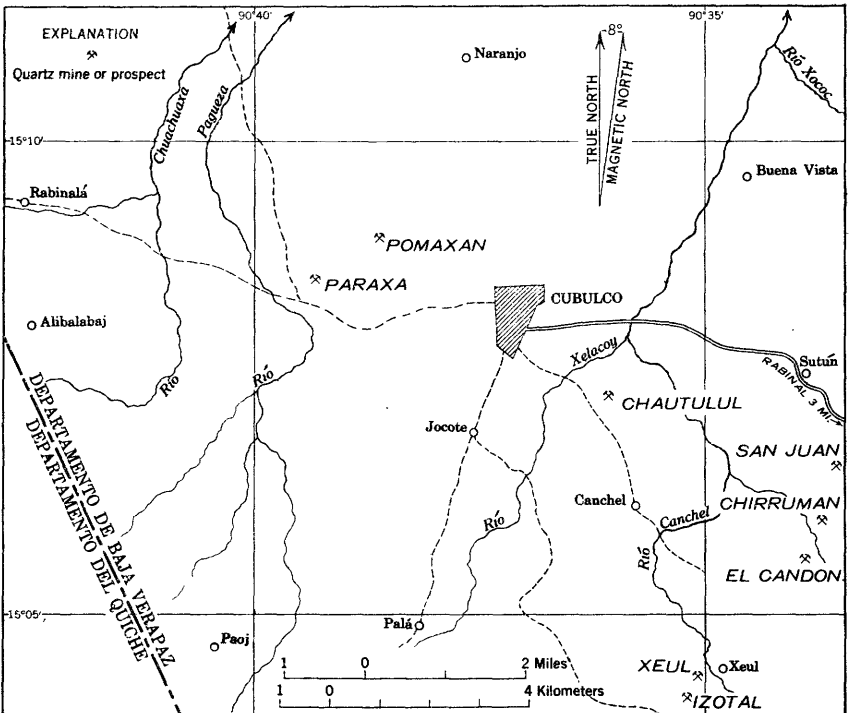 90°40'
90°35'
EXPLANATION
Quartz mine or prospect
Naranjo
-8°
TRUE NORTH
MAGNETIC NORTH
Río Xococ
Chuachuaxa
Pagueza
15°10'
Buena Vista
Rabinalá
POMAXAN
PARAXA
CUBULCO
Alibalabaj
Xelacoy
Sutún
RABINAL 3 MI.
Río
Río
CHAUTULUL
Jocote
SAN JUAN
DEPARTAMENTO DE BAJA VERAPAZ
DEPARTAMENTO DEL QUICHE
Canchel
CHIRRUMAN
Río
Canchel
Río
EL CANDON
15°05'
Palá
Paoj
1 0 2 Miles
XEUL
Xeul
1 0 4 Kilometers
IZOTAL